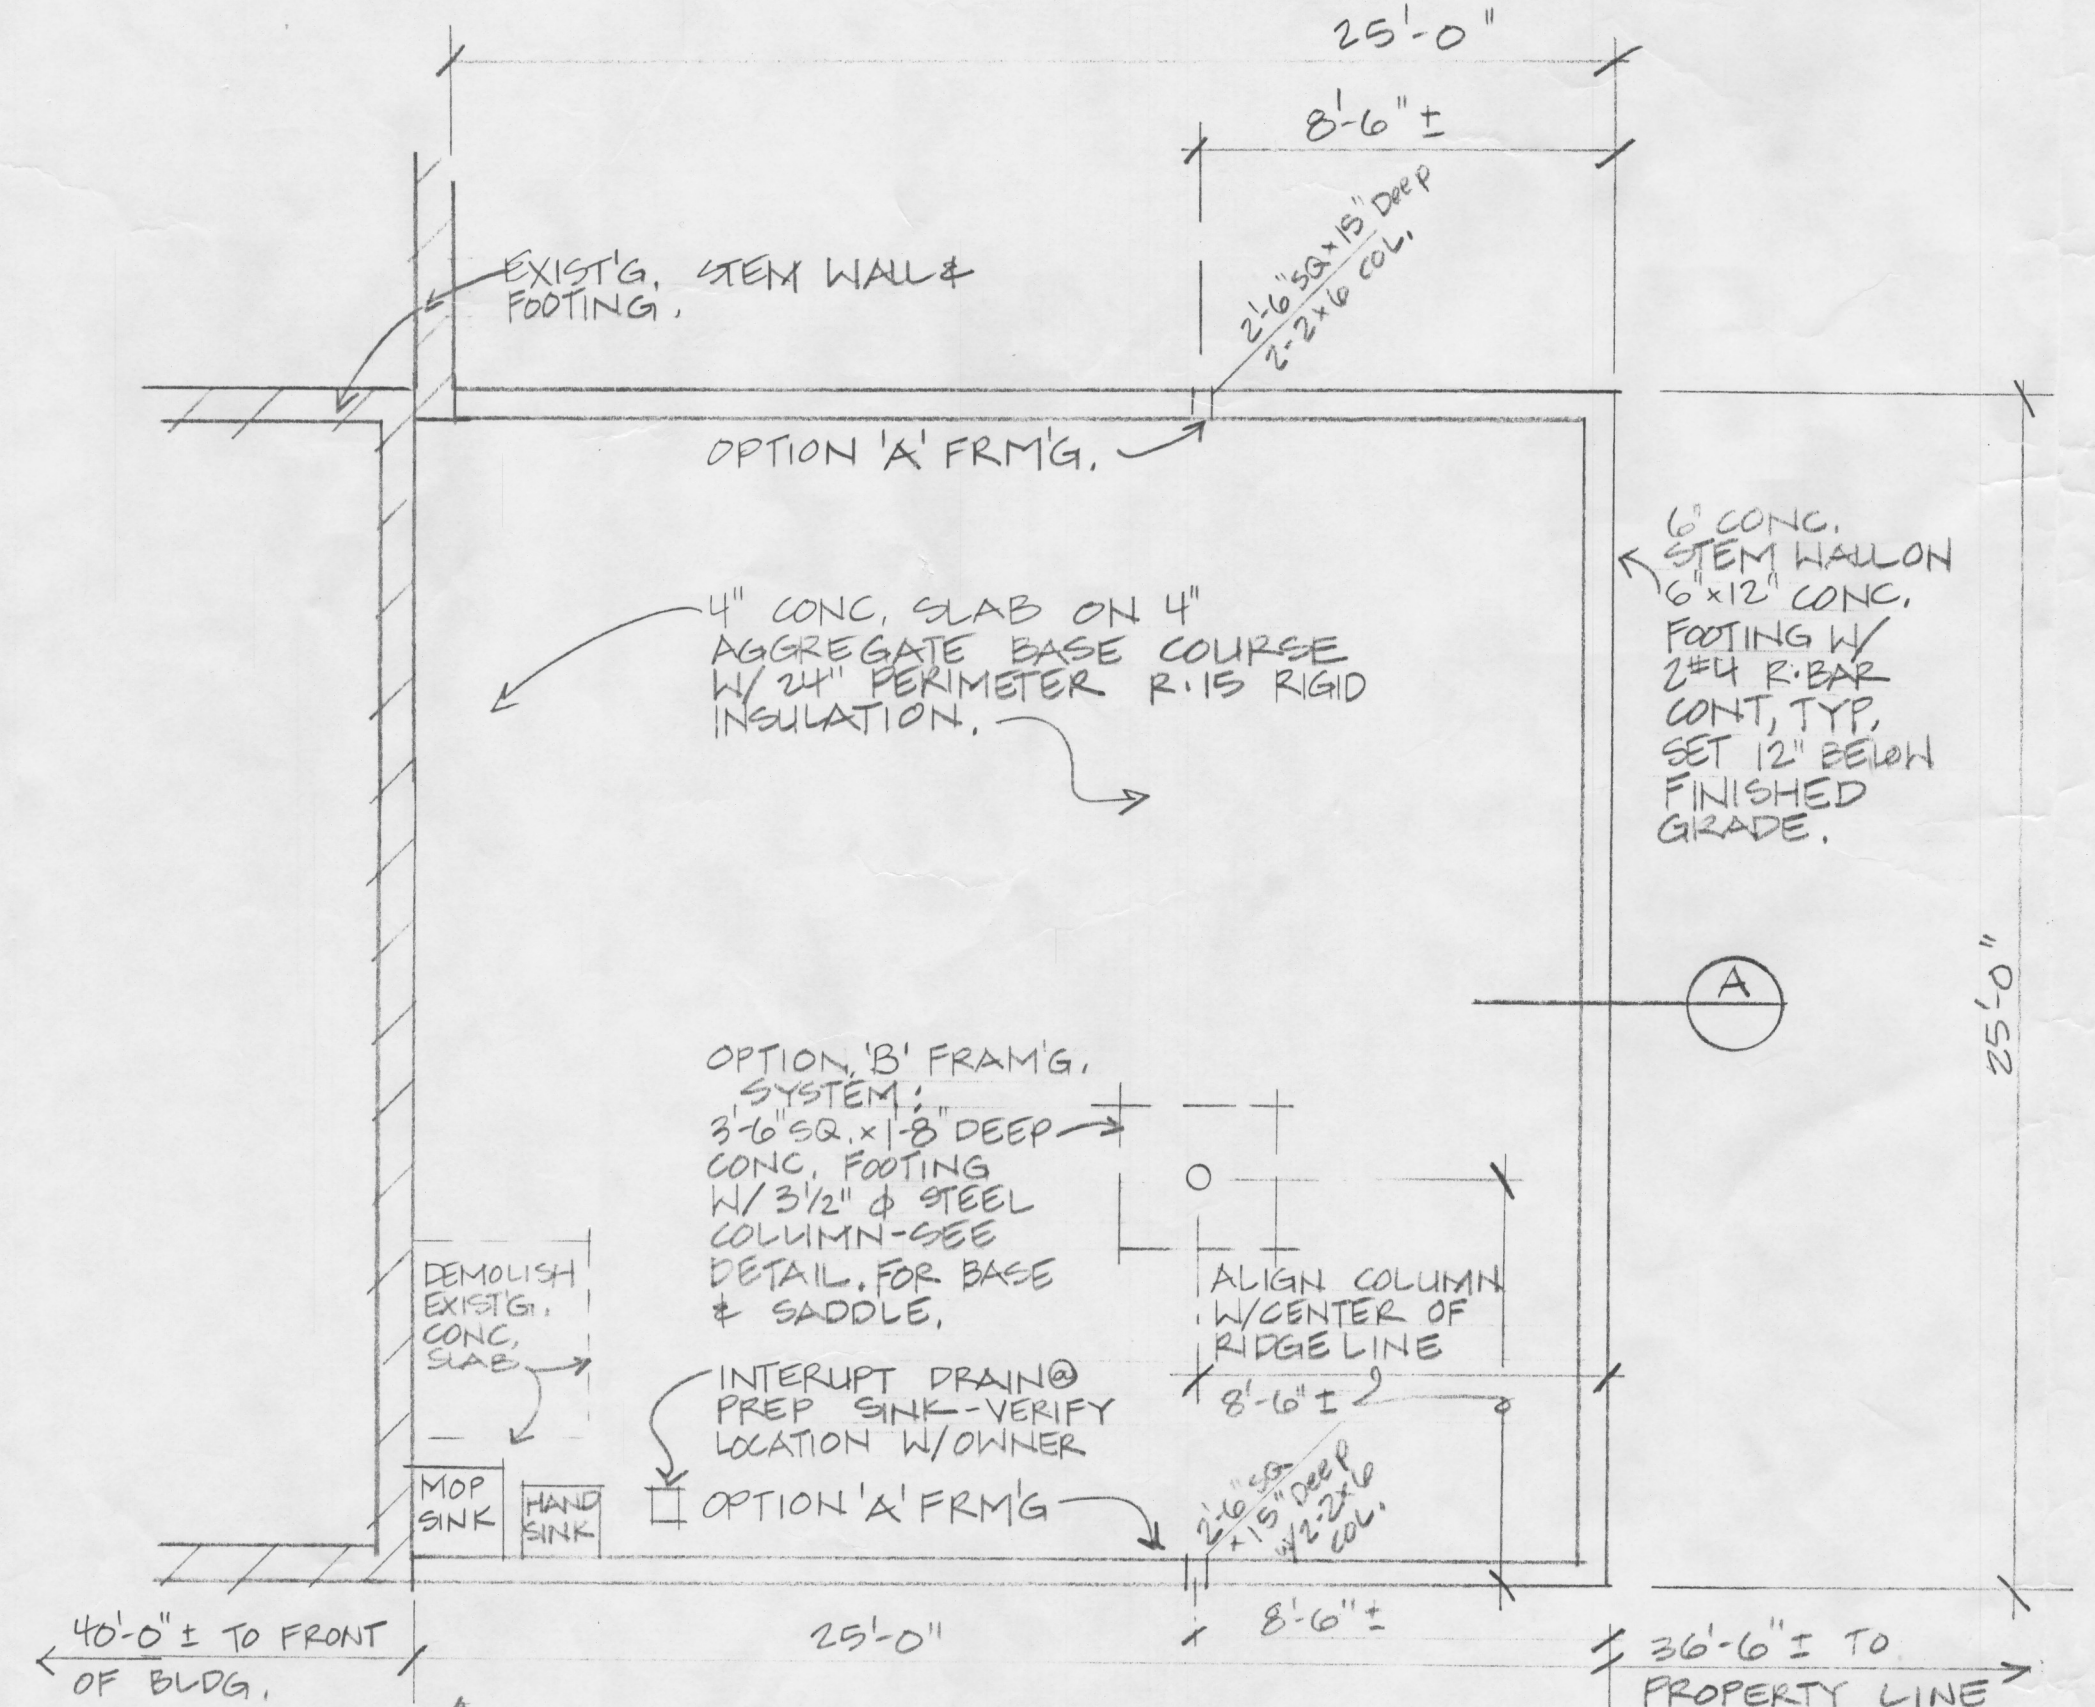 25'-0"
8'-6" ±
2'-6" SQ x 15" Deep
2-2x6 COL.
EXIST'G. STEM WALL &
FOOTING.
OPTION 'A' FRM'G.
6" CONC.
STEM WALL ON
6"x12" CONC.
FOOTING W/
2#4 R·BAR
CONT, TYP.
SET 12" BELOW
FINISHED
GRADE.
4" CONC. SLAB ON 4"
AGGREGATE BASE COURSE
W/ 24" PERIMETER R·15 RIGID
INSULATION.
A
25'-0"
OPTION 'B' FRAM'G.
SYSTEM:
3'-6" SQ. x 1'-8" DEEP
CONC. FOOTING
W/ 3½" φ STEEL
COLUMN-SEE
DETAIL. FOR BASE
& SADDLE.
ALIGN COLUMN
W/CENTER OF
RIDGE LINE
8'-6" ±
DEMOLISH
EXIST'G.
CONC.
SLAB
INTERUPT DRAIN @
PREP SINK-VERIFY
LOCATION W/OWNER
MOP
SINK
HAND
SINK
OPTION 'A' FRM'G
2'-6" SQ
x 15" Deep
w/2-2x6
COL.
40'-0" ± TO FRONT
OF BLDG.
25'-0"
8'-6" ±
36'-6" ± TO
PROPERTY LINE